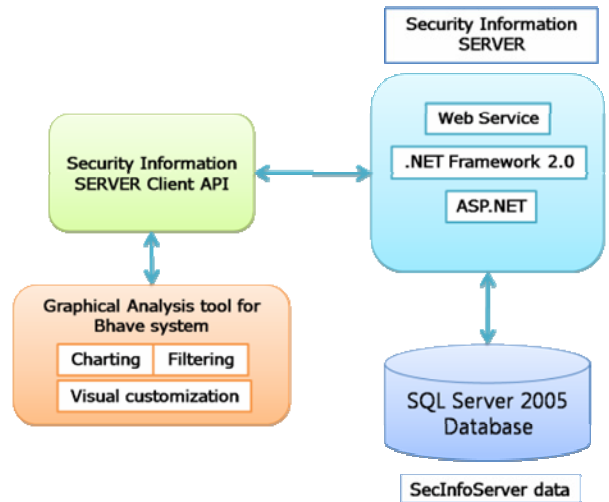 Security Information
SERVER
Web Service
.NET Framework 2.0
ASP.NET
Security Information
SERVER Client API
Graphical Analysis tool for
Bhave system
Charting
Filtering
Visual customization
SQL Server 2005
Database
SecInfoServer data